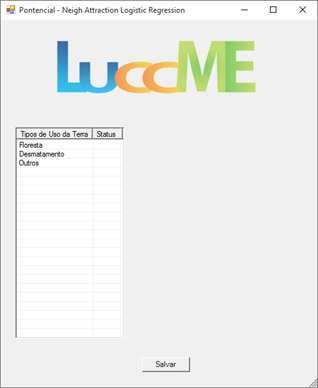 Pontencial - Neigh Attraction Logistic Regression
LuccME
Tipos de Uso da Terra Status
Floresta
Desmatamento
Outros
Salvar